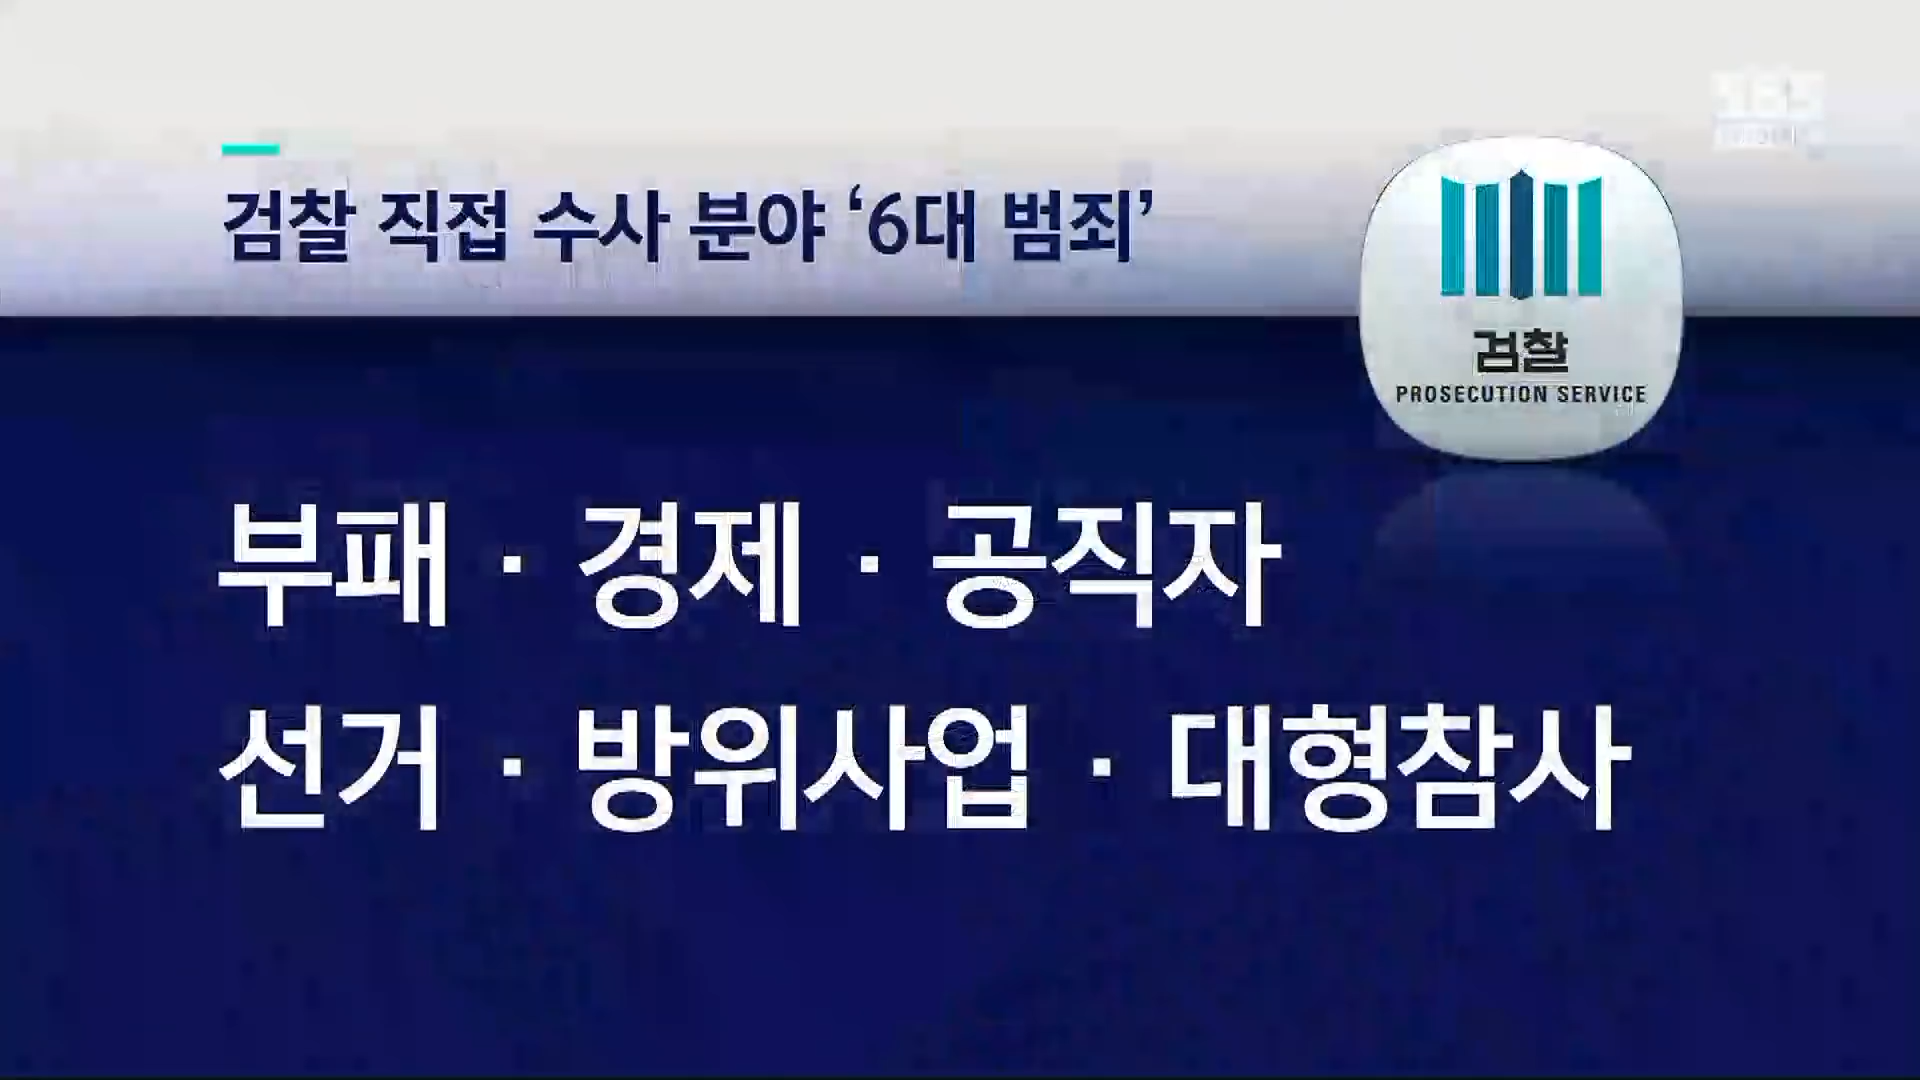 SBS
검찰 직접 수사 분야 ‘6대 범죄’
검찰
PROSECUTION SERVICE
부패 · 경제 · 공직자
선거 · 방위사업 · 대형참사